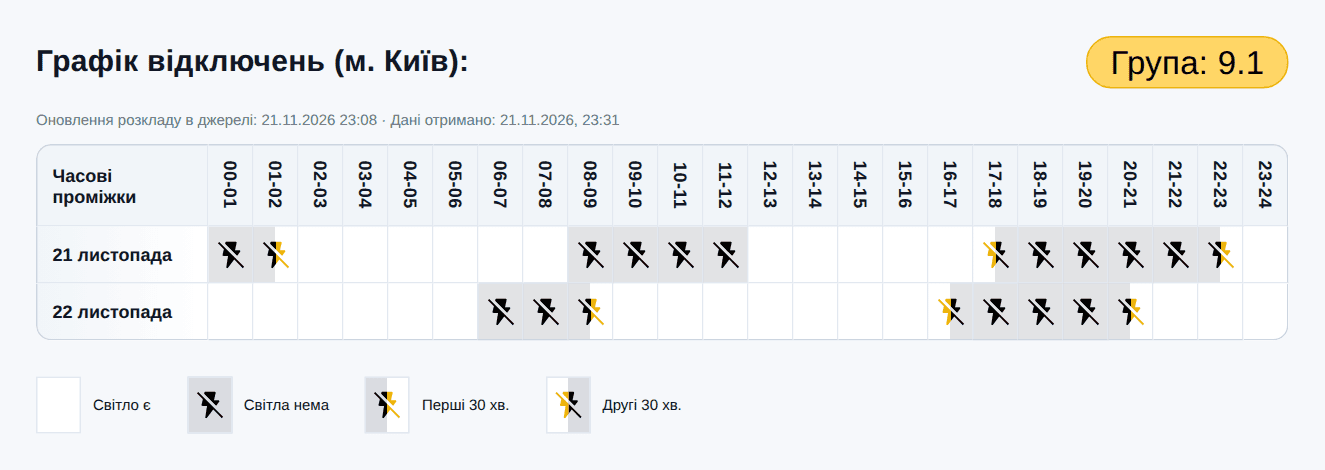 Графік відключень (м. Київ):
Група: 9.1
Оновлення розкладу в джерелі: 21.11.2026 23:08 · Дані отримано: 21.11.2026, 23:31
Часові
проміжки
00-01 01-02 02-03 03-04 04-05 05-06 06-07 07-08 08-09 09-10 10-11 11-12 12-13 13-14 14-15 15-16 16-17 17-18 18-19 19-20 20-21 21-22 22-23 23-24
21 листопада
22 листопада
Світло є Світла нема Перші 30 хв. Другі 30 хв.